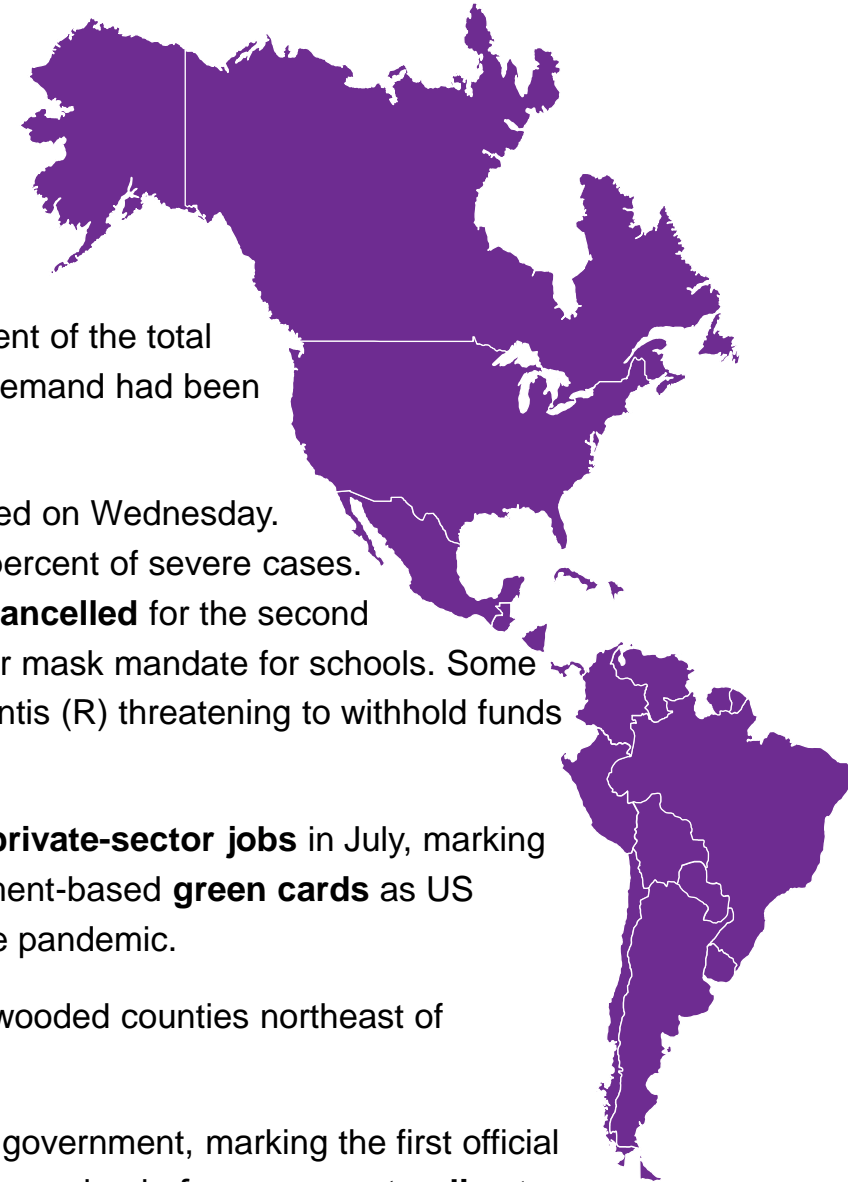 ent of the total
emand had been
ed on Wednesday.
percent of severe cases.
ancelled for the second
r mask mandate for schools. Some
ntis (R) threatening to withhold funds
private-sector jobs in July, marking
ment-based green cards as US
e pandemic.
wooded counties northeast of
government, marking the first official